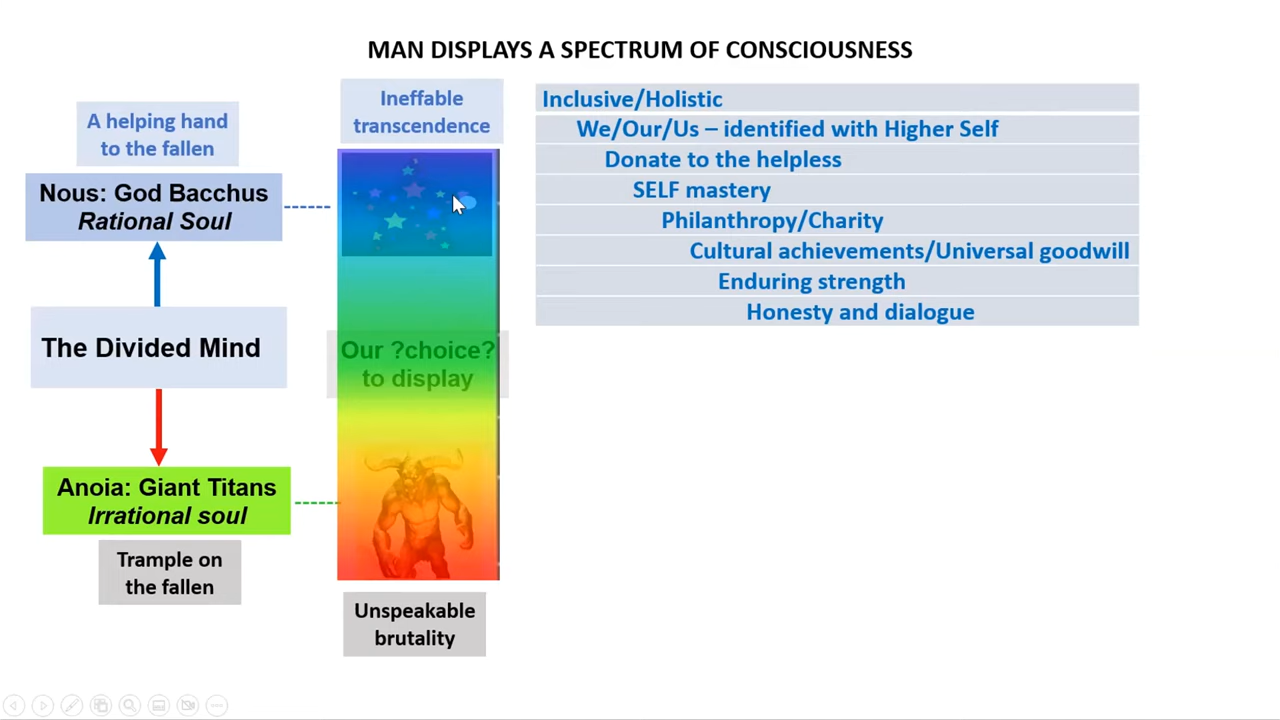 MAN DISPLAYS A SPECTRUM OF CONSCIOUSNESS
A helping hand
to the fallen
Nous: God Bacchus
Rational Soul
The Divided Mind
Anoia: Giant Titans
Irrational soul
Trample on
the fallen
Ineffable
transcendence
Our ?choice?
to display
Unspeakable
brutality
Inclusive/Holistic
We/Our/Us – identified with Higher Self
Donate to the helpless
SELF mastery
Philanthropy/Charity
Cultural achievements/Universal goodwill
Enduring strength
Honesty and dialogue